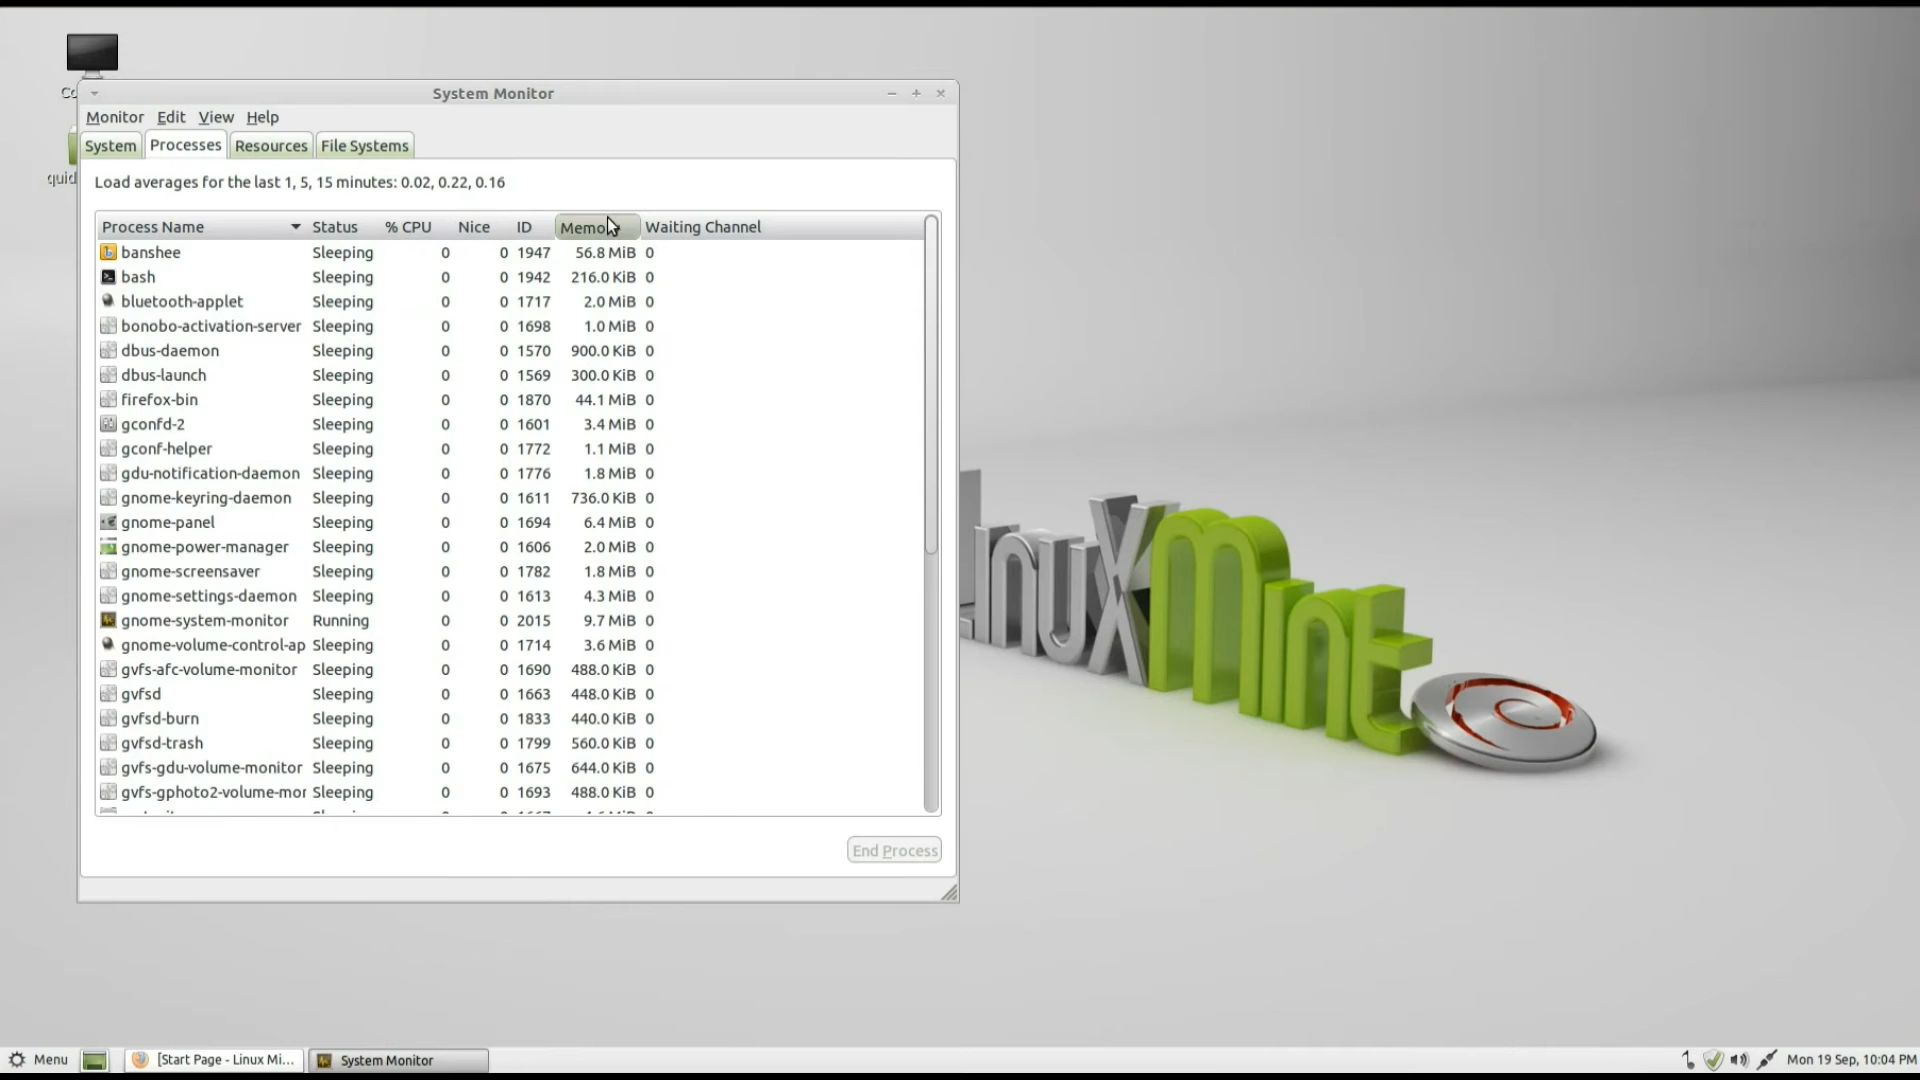 Co
quid
System Monitor
Monitor Edit View Help
System Processes Resources File Systems
Load averages for the last 1, 5, 15 minutes: 0.02, 0.22, 0.16
Process Name Status % CPU Nice ID Memo Waiting Channel
banshee Sleeping 0 0 1947 56.8 MiB 0
bash Sleeping 0 0 1942 216.0 KiB 0
bluetooth-applet Sleeping 0 0 1717 2.0 MiB 0
bonobo-activation-server Sleeping 0 0 1698 1.0 MiB 0
dbus-daemon Sleeping 0 0 1570 900.0 KiB 0
dbus-launch Sleeping 0 0 1569 300.0 KiB 0
firefox-bin Sleeping 0 0 1870 44.1 MiB 0
gconfd-2 Sleeping 0 0 1601 3.4 MiB 0
gconf-helper Sleeping 0 0 1772 1.1 MiB 0
gdu-notification-daemon Sleeping 0 0 1776 1.8 MiB 0
gnome-keyring-daemon Sleeping 0 0 1611 736.0 KiB 0
gnome-panel Sleeping 0 0 1694 6.4 MiB 0
gnome-power-manager Sleeping 0 0 1606 2.0 MiB 0
gnome-screensaver Sleeping 0 0 1782 1.8 MiB 0
gnome-settings-daemon Sleeping 0 0 1613 4.3 MiB 0
gnome-system-monitor Running 0 0 2015 9.7 MiB 0
gnome-volume-control-ap Sleeping 0 0 1714 3.6 MiB 0
gvfs-afc-volume-monitor Sleeping 0 0 1690 488.0 KiB 0
gvfsd Sleeping 0 0 1663 448.0 KiB 0
gvfsd-burn Sleeping 0 0 1833 440.0 KiB 0
gvfsd-trash Sleeping 0 0 1799 560.0 KiB 0
gvfs-gdu-volume-monitor Sleeping 0 0 1675 644.0 KiB 0
gvfs-gphoto2-volume-mor Sleeping 0 0 1693 488.0 KiB 0
End Process
LinuxMint
Menu [Start Page - Linux Mi... System Monitor Mon 19 Sep, 10:04 PM